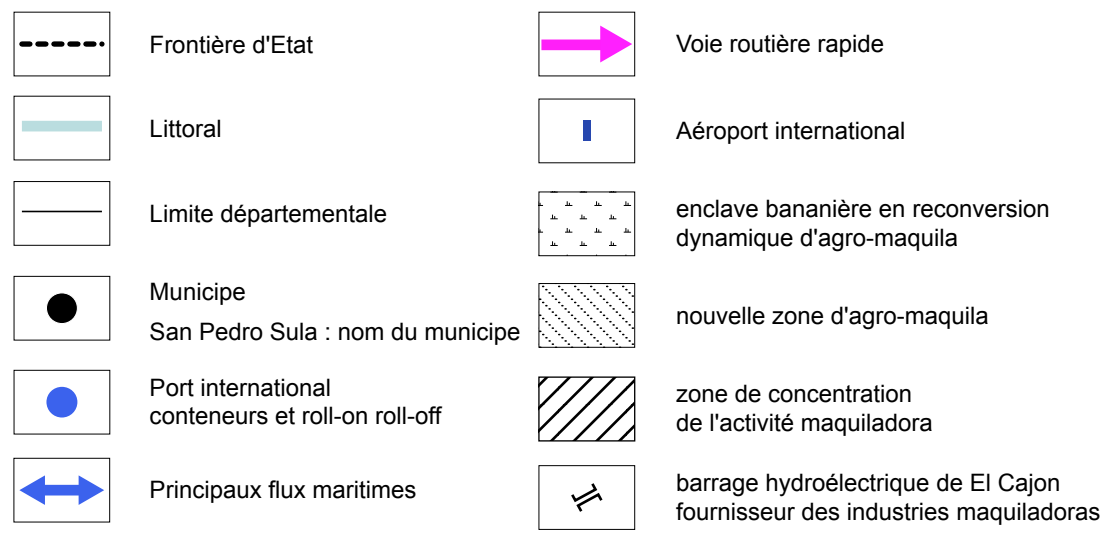 Frontière d'Etat
Littoral
Limite départementale
Municipe
San Pedro Sula : nom du municipe
Port international
conteneurs et roll-on roll-off
Principaux flux maritimes
Voie routière rapide
Aéroport international
enclave bananière en reconversion
dynamique d'agro-maquila
nouvelle zone d'agro-maquila
zone de concentration
de l'activité maquiladora
barrage hydroélectrique de El Cajon
fournisseur des industries maquiladoras